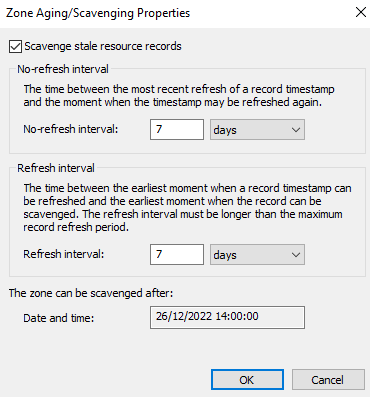 Zone Aging/Scavenging Properties
Scavenge stale resource records
No-refresh interval
The time between the most recent refresh of a record timestamp
and the moment when the timestamp may be refreshed again.
No-refresh interval: 7 days
Refresh interval
The time between the earliest moment when a record timestamp can
be refreshed and the earliest moment when the record can be
scavenged. The refresh interval must be longer than the maximum
record refresh period.
Refresh interval: 7 days
The zone can be scavenged after:
Date and time: 26/12/2022 14:00:00
OK Cancel